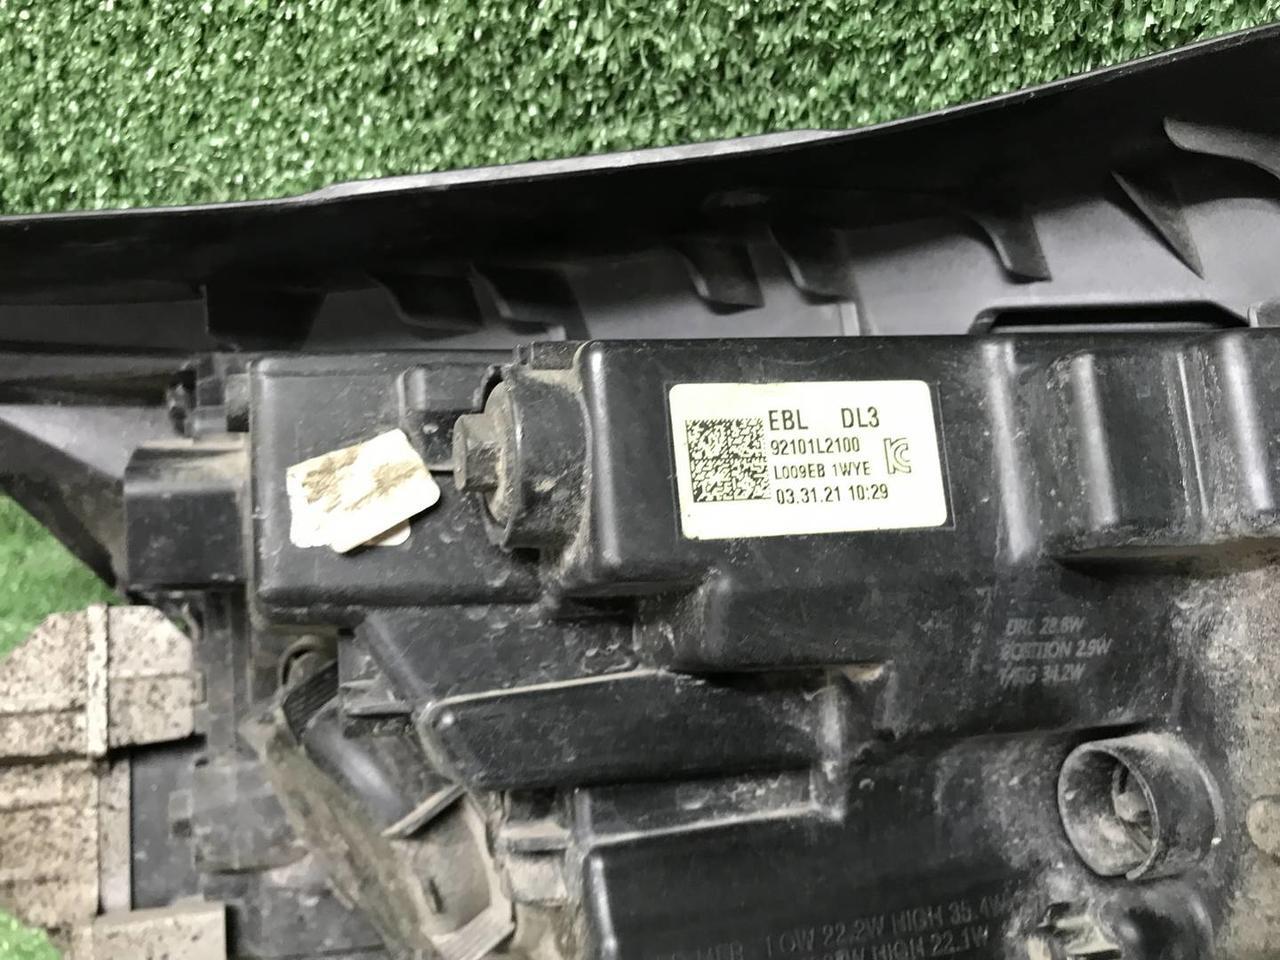 EBL DL3
92101L2100
L009EB 1WYE
03.31.21 10:29
DRL 28.6W
POSITION 2.9W
34.2W
LOW 22.2W HIGH 35.4W
HIGH 22.1W